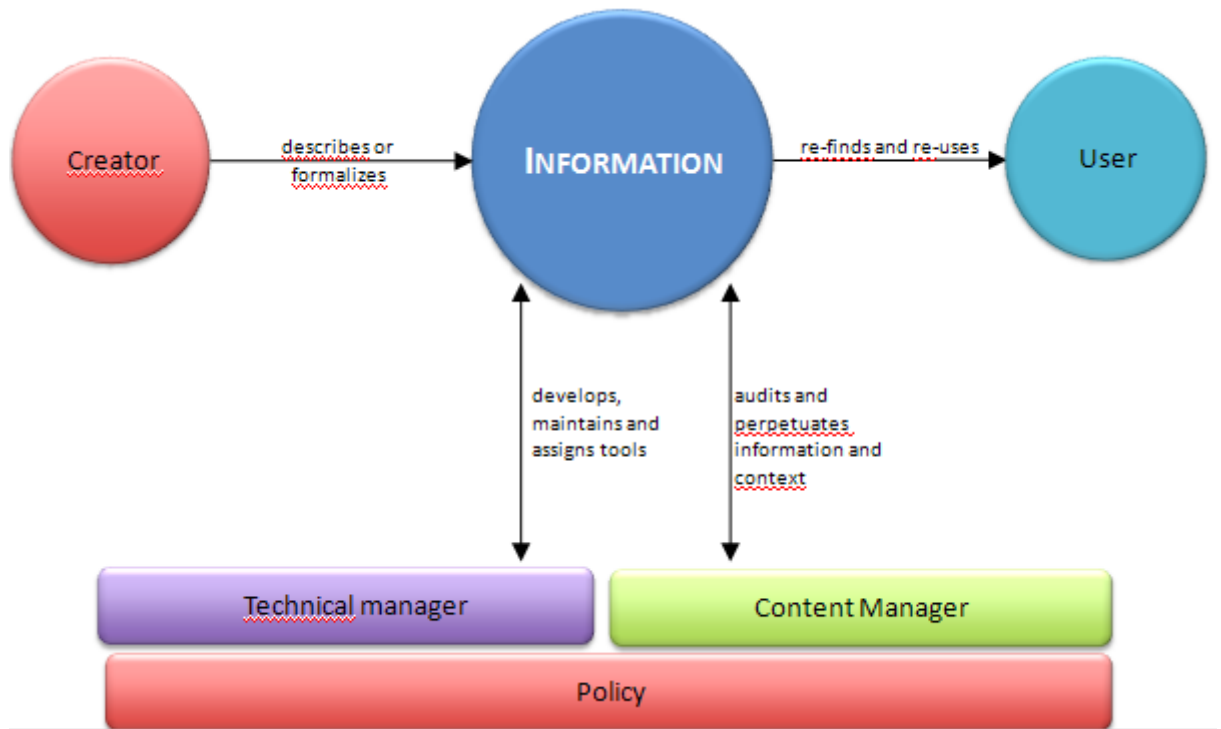 Creator
describes or
formalizes
INFORMATION
re-finds and re-uses
User
develops,
maintains and
assigns tools
audits and
perpetuates
information and
context
Technical manager
Content Manager
Policy